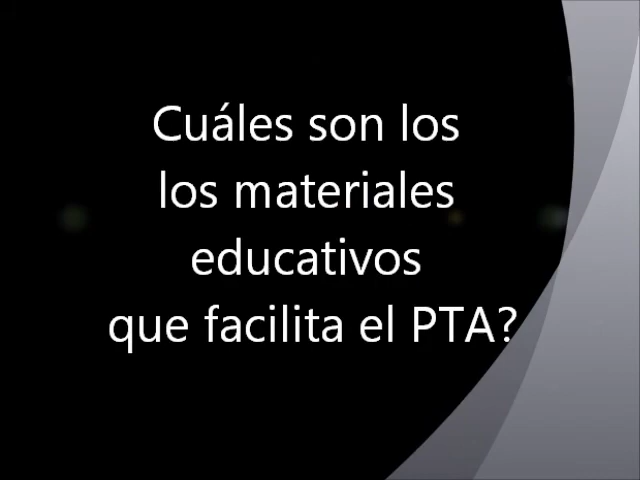 Cuáles son los
los materiales
educativos
que facilita el PTA?